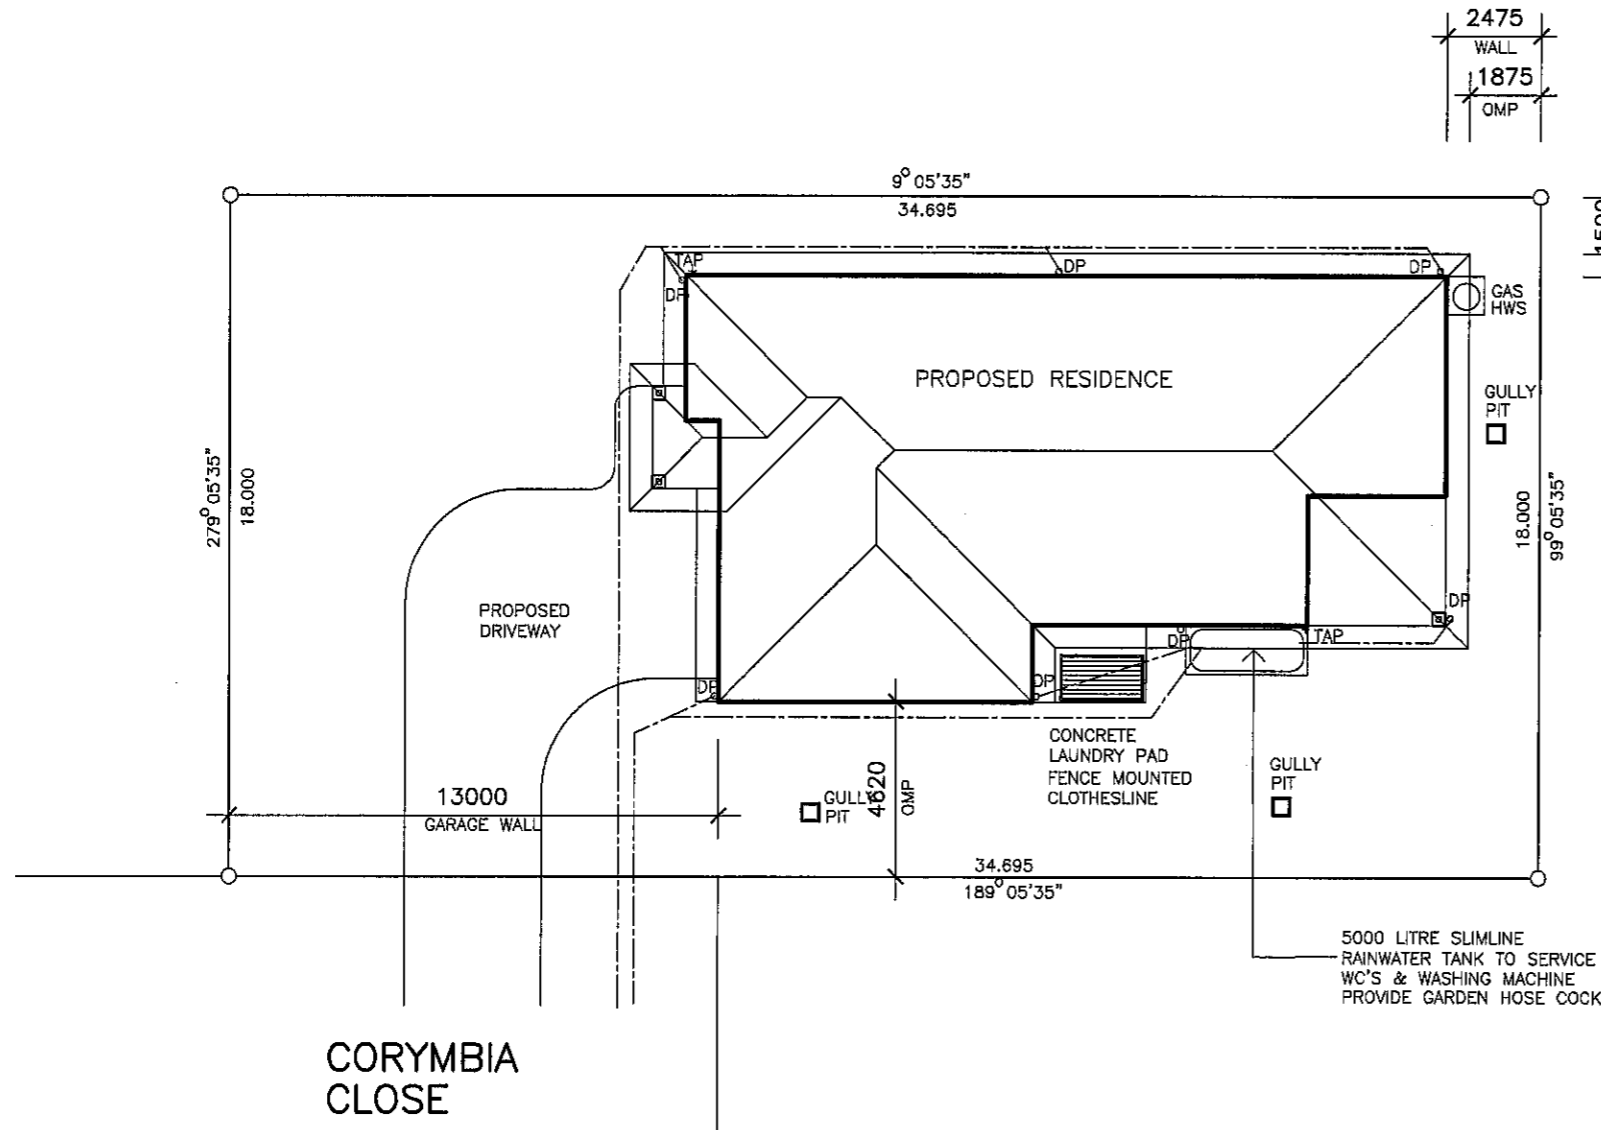 2475
WALL
1875
OMP
9° 05'35"
34.695
TAP
DP
DP
DP
GAS
HWS
PROPOSED RESIDENCE
GULLY
PIT
279° 05'35"
18.000
18.000
99° 05'35"
PROPOSED
DRIVEWAY
DP
TAP
DP
DP
DP
CONCRETE
LAUNDRY PAD
FENCE MOUNTED
CLOTHESLINE
GULLY
PIT
13000
GARAGE WALL
GULLY
PIT
4620
OMP
34.695
189° 05'35"
5000 LITRE SLIMLINE
RAINWATER TANK TO SERVICE
WC'S & WASHING MACHINE
PROVIDE GARDEN HOSE COCK
CORYMBIA
CLOSE